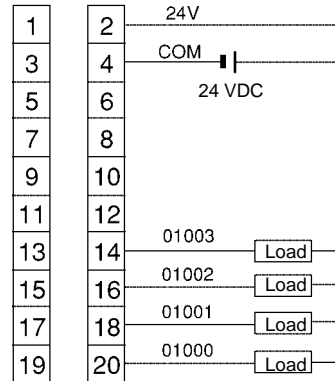 24V
1 2
COM
3 4
24 VDC
5 6
7 8
9 10
11 12
01003
13 14 Load
01002
15 16 Load
01001
17 18 Load
01000
19 20 Load